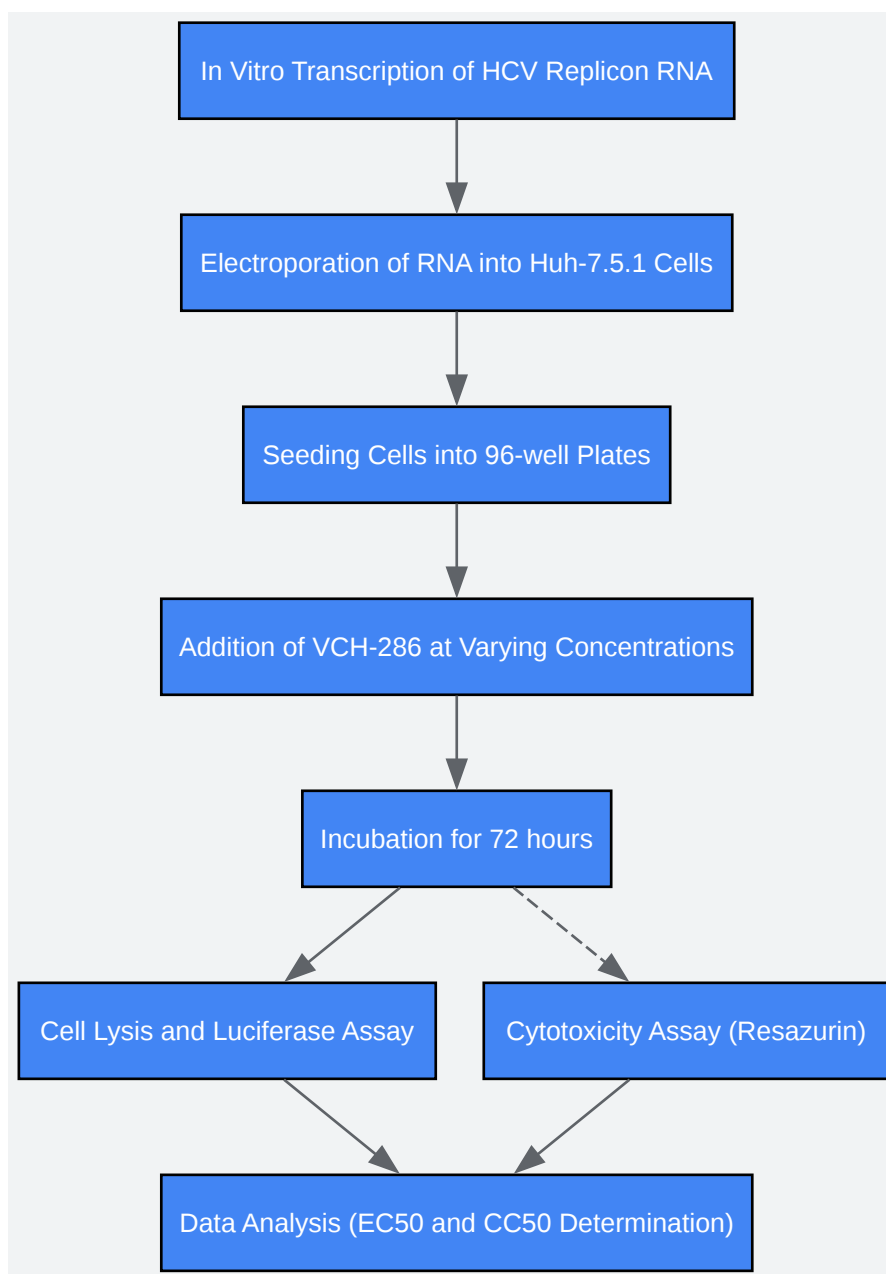 In Vitro Transcription of HCV Replicon RNA
Electroporation of RNA into Huh-7.5.1 Cells
Seeding Cells into 96-well Plates
Addition of VCH-286 at Varying Concentrations
Incubation for 72 hours
Cell Lysis and Luciferase Assay
Cytotoxicity Assay (Resazurin)
Data Analysis (EC50 and CC50 Determination)